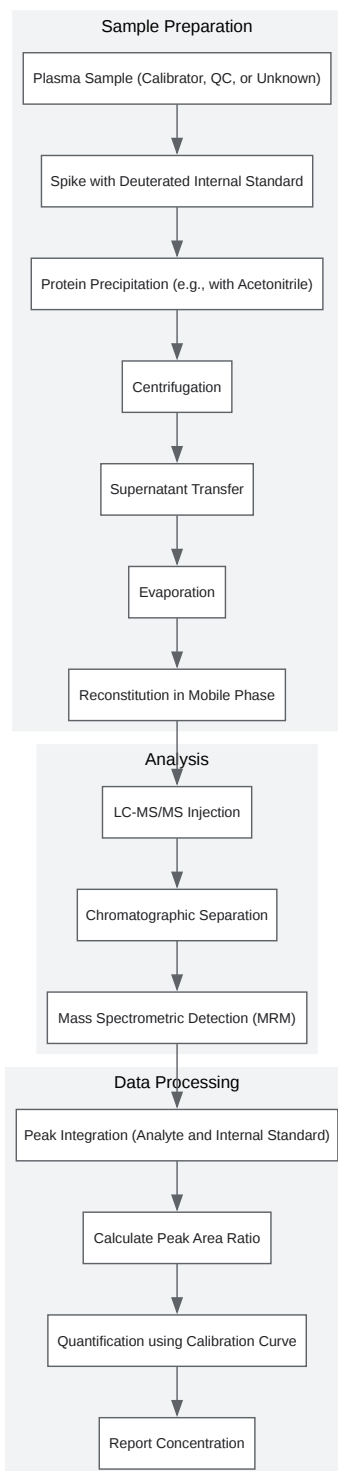 Sample Preparation
Plasma Sample (Calibrator, QC, or Unknown)
Spike with Deuterated Internal Standard
Protein Precipitation (e.g., with Acetonitrile)
Centrifugation
Supernatant Transfer
Evaporation
Reconstitution in Mobile Phase
Analysis
LC-MS/MS Injection
Chromatographic Separation
Mass Spectrometric Detection (MRM)
Data Processing
Peak Integration (Analyte and Internal Standard)
Calculate Peak Area Ratio
Quantification using Calibration Curve
Report Concentration